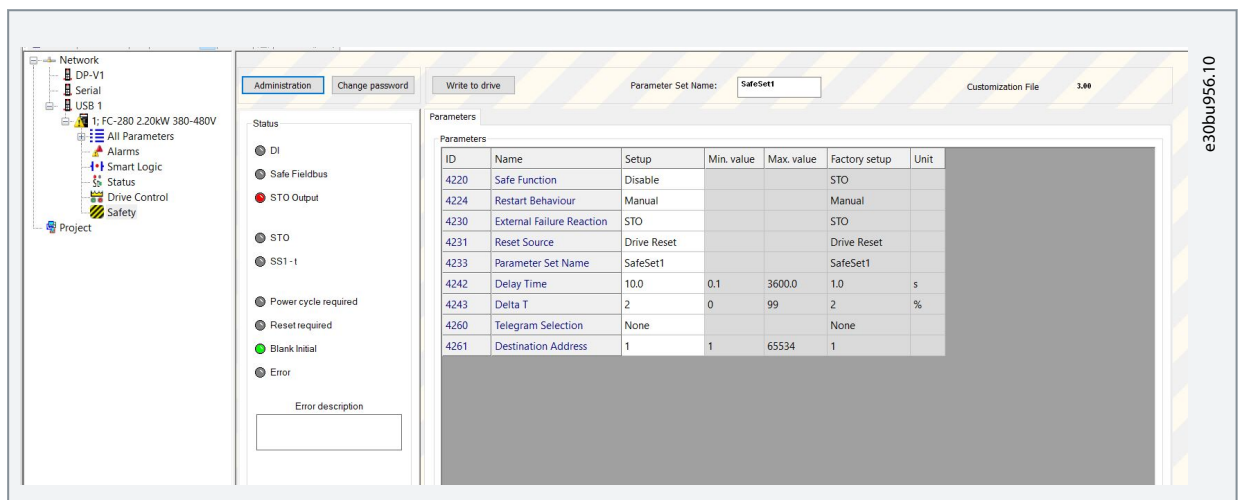 Network
DP-V1
Serial
USB 1
1; FC-280 2.20kW 380-480V
All Parameters
Alarms
Smart Logic
Status
Drive Control
Safety
Project
Administration
Change password
Status
DI
Safe Fieldbus
STO Output
STO
SS1-t
Power cycle required
Reset required
Blank Initial
Error
Error description
Write to drive Parameter Set Name: SafeSet1 Customization File 3.00
Parameters
Parameters
ID Name Setup Min. value Max. value Factory setup Unit
4220 Safe Function Disable STO
4224 Restart Behaviour Manual Manual
4230 External Failure Reaction STO STO
4231 Reset Source Drive Reset Drive Reset
4233 Parameter Set Name SafeSet1 SafeSet1
4242 Delay Time 10.0 0.1 3600.0 1.0 s
4243 Delta T 2 0 99 2 %
4260 Telegram Selection None None
4261 Destination Address 1 1 65534 1
e30bu956.10